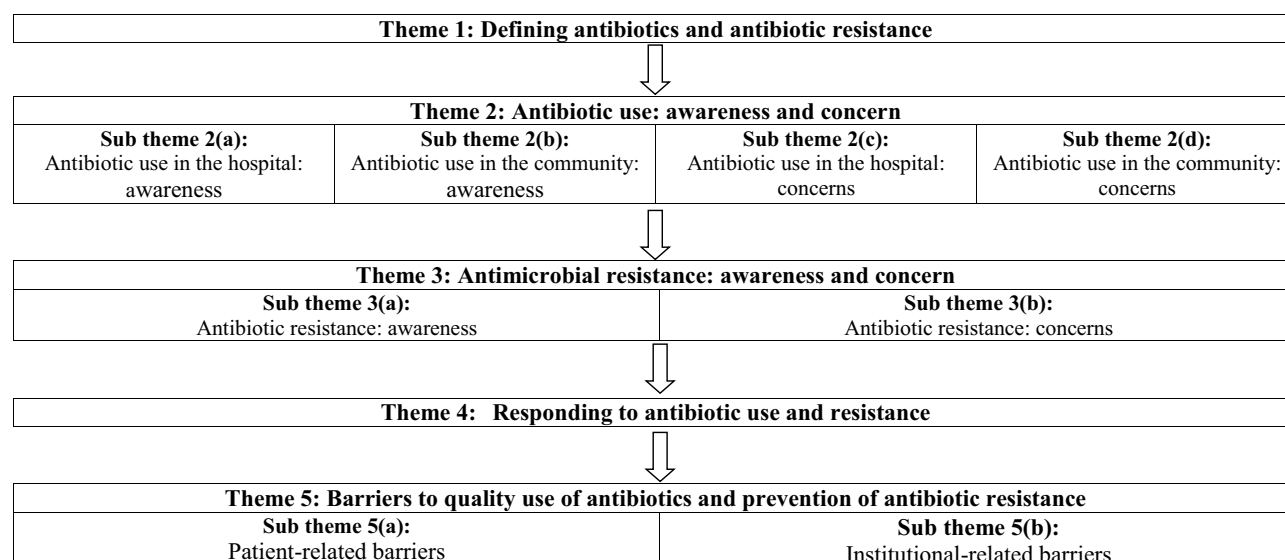 Theme 1: Defining antibiotics and antibiotic resistance
Theme 2: Antibiotic use: awareness and concern
Sub theme 2(a):
Antibiotic use in the hospital:
awareness
Sub theme 2(b):
Antibiotic use in the community:
awareness
Sub theme 2(c):
Antibiotic use in the hospital:
concerns
Sub theme 2(d):
Antibiotic use in the community:
concerns
Theme 3: Antimicrobial resistance: awareness and concern
Sub theme 3(a):
Antibiotic resistance: awareness
Sub theme 3(b):
Antibiotic resistance: concerns
Theme 4: Responding to antibiotic use and resistance
Theme 5: Barriers to quality use of antibiotics and prevention of antibiotic resistance
Sub theme 5(a):
Patient-related barriers
Sub theme 5(b):
Institutional-related barriers